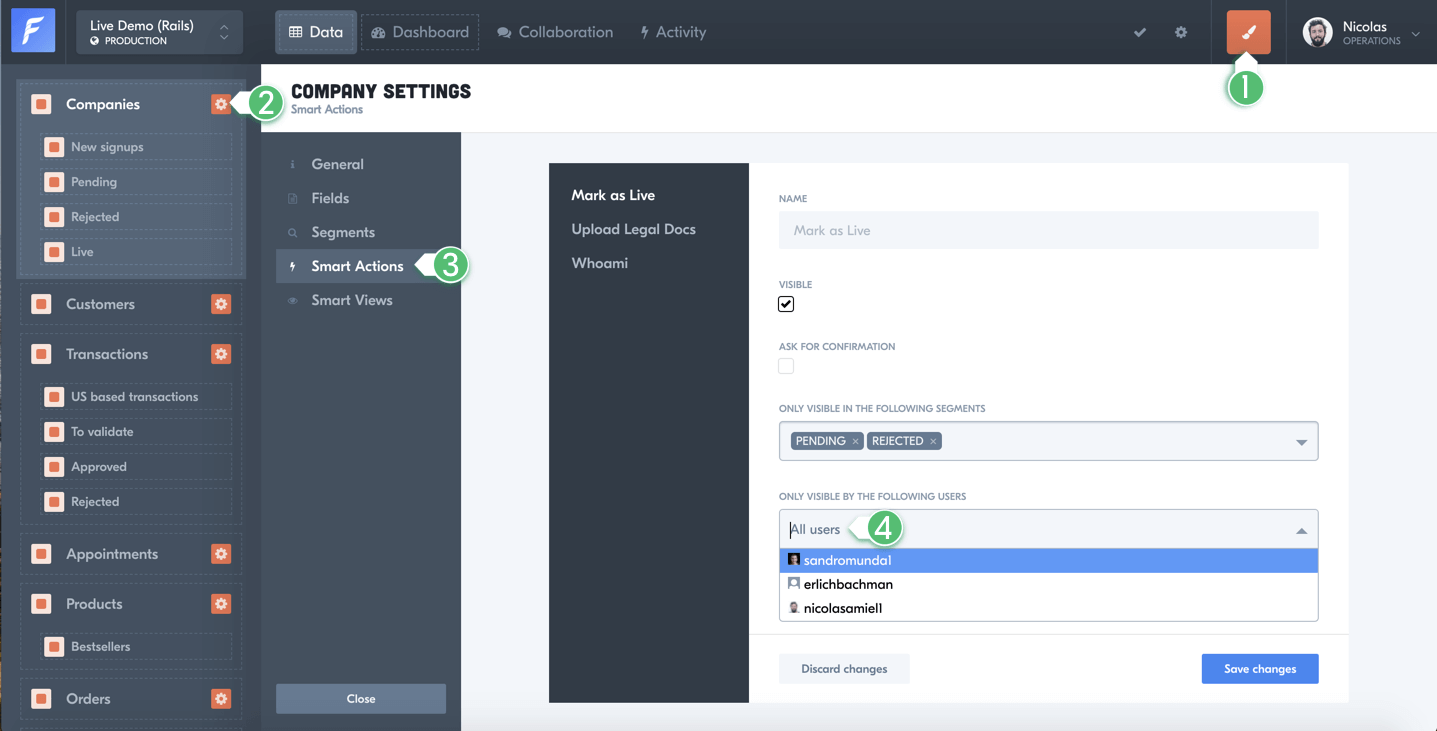 Live Demo (Rails)
PRODUCTION
Data
Dashboard
Collaboration
Activity
Nicolas
OPERATIONS
1
Companies
2
New signups
Pending
Rejected
Live
Customers
Transactions
US based transactions
To validate
Approved
Rejected
Appointments
Products
Bestsellers
Orders
COMPANY SETTINGS
Smart Actions
General
Fields
Segments
Smart Actions
3
Smart Views
Close
Mark as Live
Upload Legal Docs
Whoami
NAME
Mark as Live
VISIBLE
ASK FOR CONFIRMATION
ONLY VISIBLE IN THE FOLLOWING SEGMENTS
PENDING × REJECTED ×
ONLY VISIBLE BY THE FOLLOWING USERS
All users
4
sandromunda1
erlichbachman
nicolasamiel1
Discard changes
Save changes